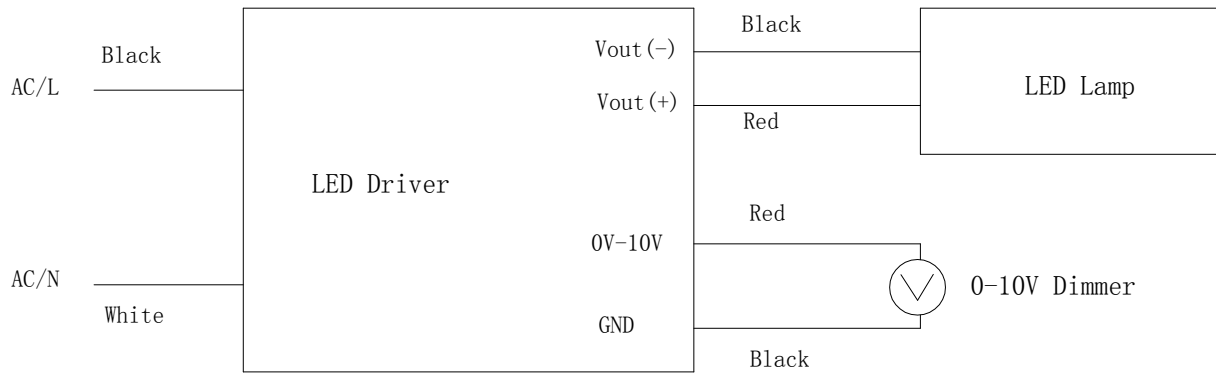 Black
AC/L
AC/N
White
LED Driver
Vout(-)
Vout(+)
0V-10V
GND
Black
Red
LED Lamp
Red
0-10V Dimmer
Black